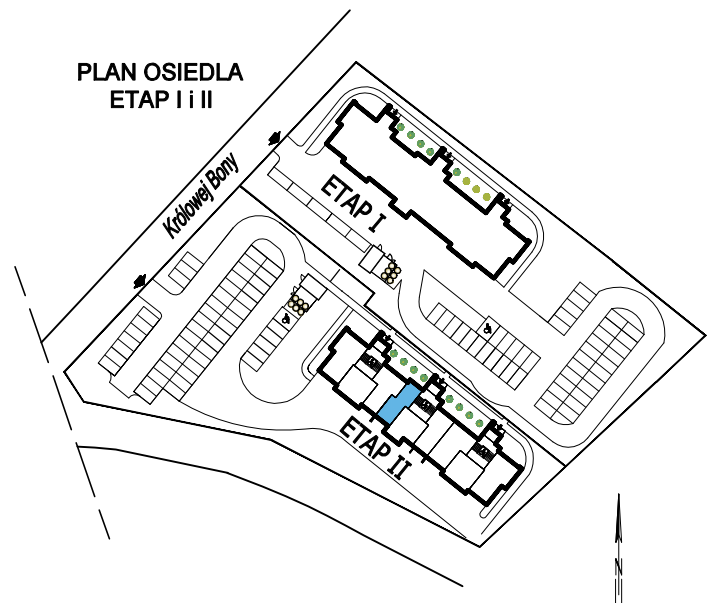 PLAN OSIEDLA
ETAP I i II
Królowej Bony
ETAP I
ETAP II
N